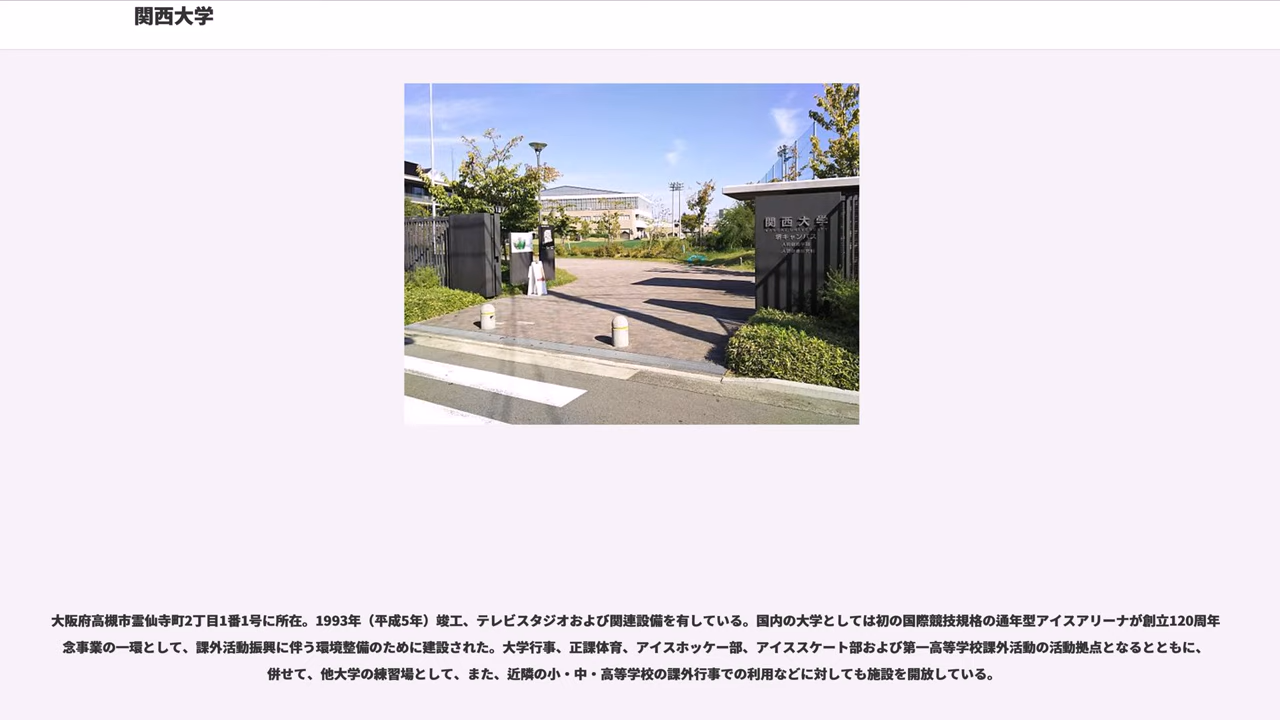 関西大学
関西大学
堺キャンパス
大阪府高槻市霊仙寺町2丁目1番1号に所在。1993年（平成5年）竣工、テレビスタジオおよび関連設備を有している。国内の大学としては初の国際競技規格の通年型アイスアリーナが創立120周年
念事業の一環として、課外活動振興に伴う環境整備のために建設された。大学行事、正課体育、アイスホッケー部、アイススケート部および第一高等学校課外活動の活動拠点となるとともに、
併せて、他大学の練習場として、また、近隣の小・中・高等学校の課外行事での利用などに対しても施設を開放している。